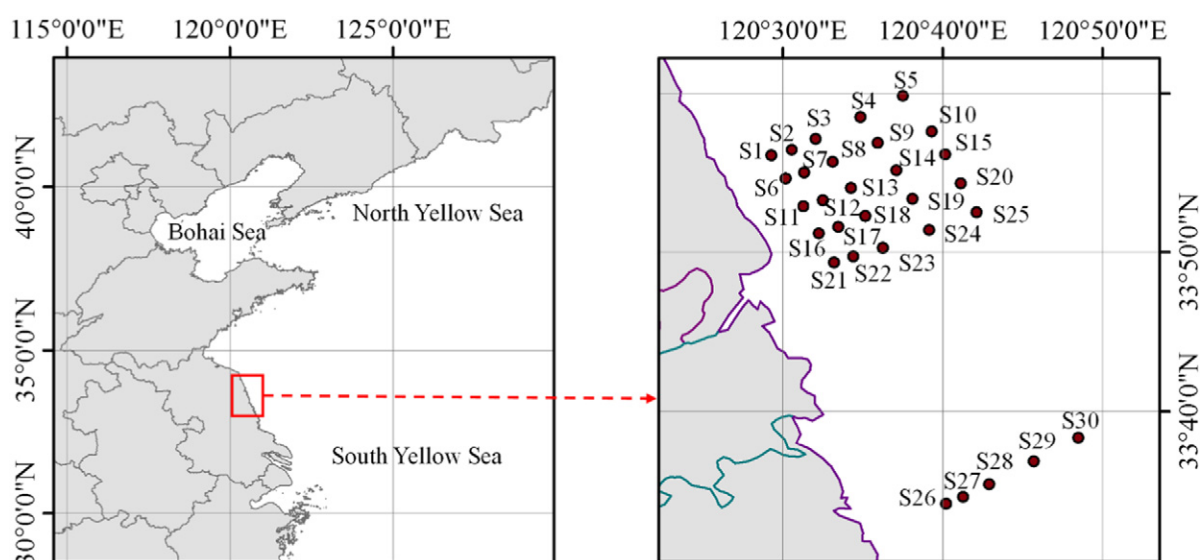 115°0'0"E 120°0'0"E 125°0'0"E
120°30'E 120°40'E 120°50'E
40°0'0"N
35°0'0"N
30°0'0"N
North Yellow Sea
Bohai Sea
South Yellow Sea
S5
S4
S10
S3
S2
S9
S15
S1
S8
S7
S14
S6
S20
S13
S19
S11
S12
S18
S25
S24
S16
S17
S23
S21
S22
33°50'0"N
33°40'0"N
S30
S29
S28
S27
S26